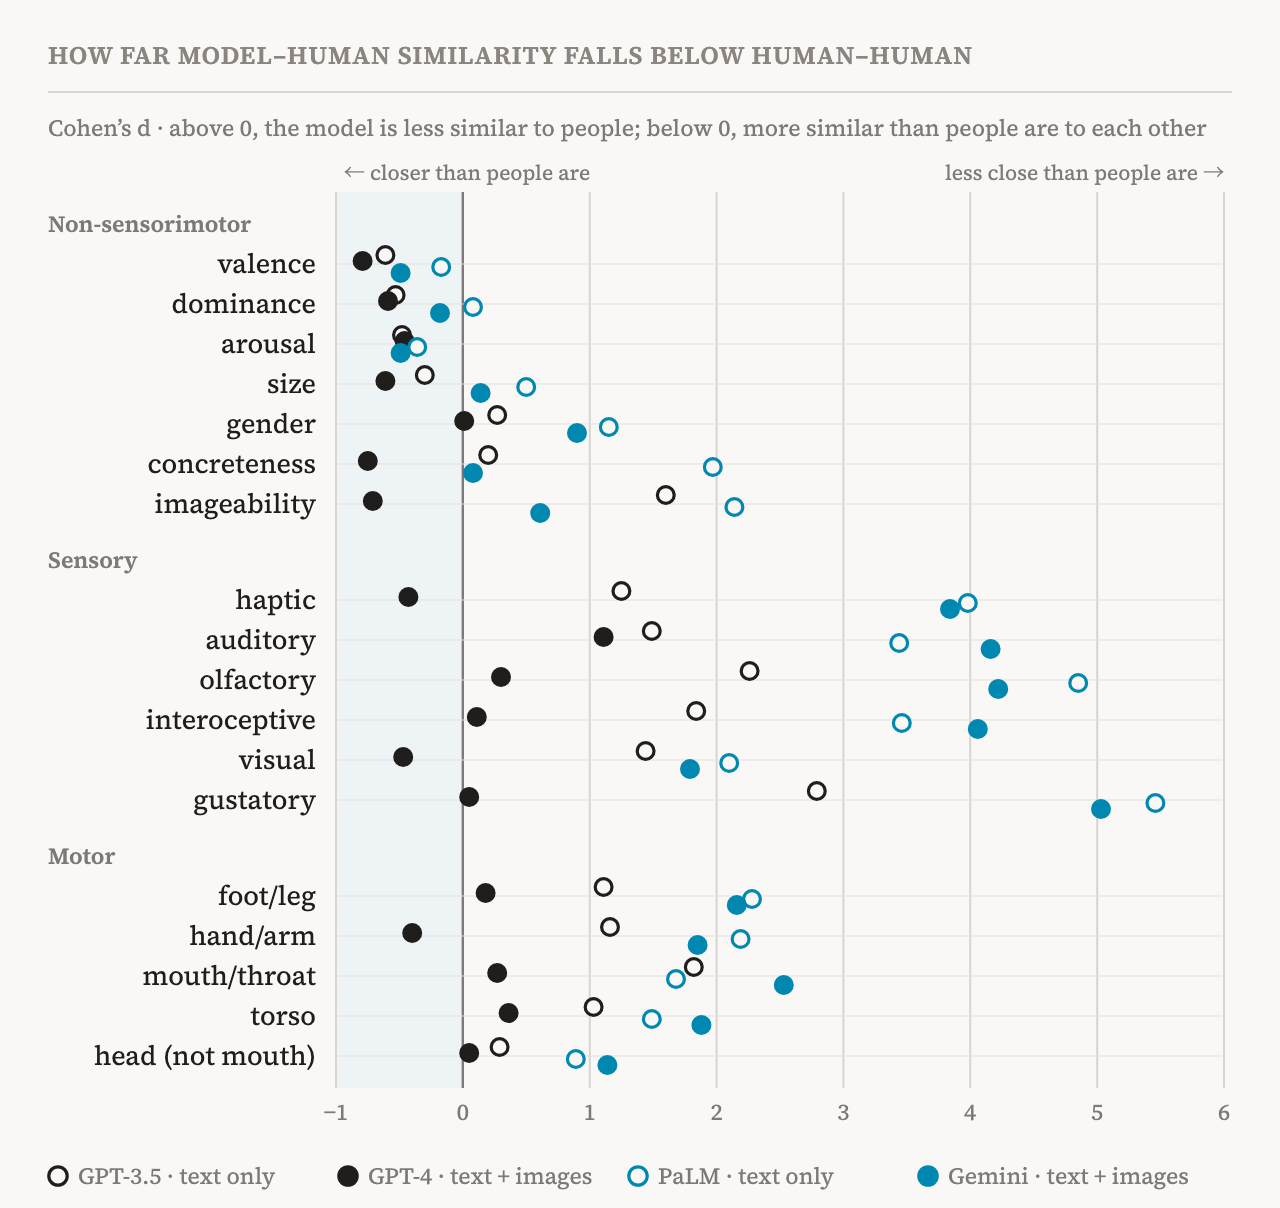 HOW FAR MODEL–HUMAN SIMILARITY FALLS BELOW HUMAN–HUMAN
Cohen’s d · above 0, the model is less similar to people; below 0, more similar than people are to each other
← closer than people are
less close than people are →
Non-sensorimotor
valence
dominance
arousal
size
gender
concreteness
imageability
Sensory
haptic
auditory
olfactory
interoceptive
visual
gustatory
Motor
foot/leg
hand/arm
mouth/throat
torso
head (not mouth)
−1 0 1 2 3 4 5 6
GPT-3.5 · text only GPT-4 · text + images PaLM · text only Gemini · text + images